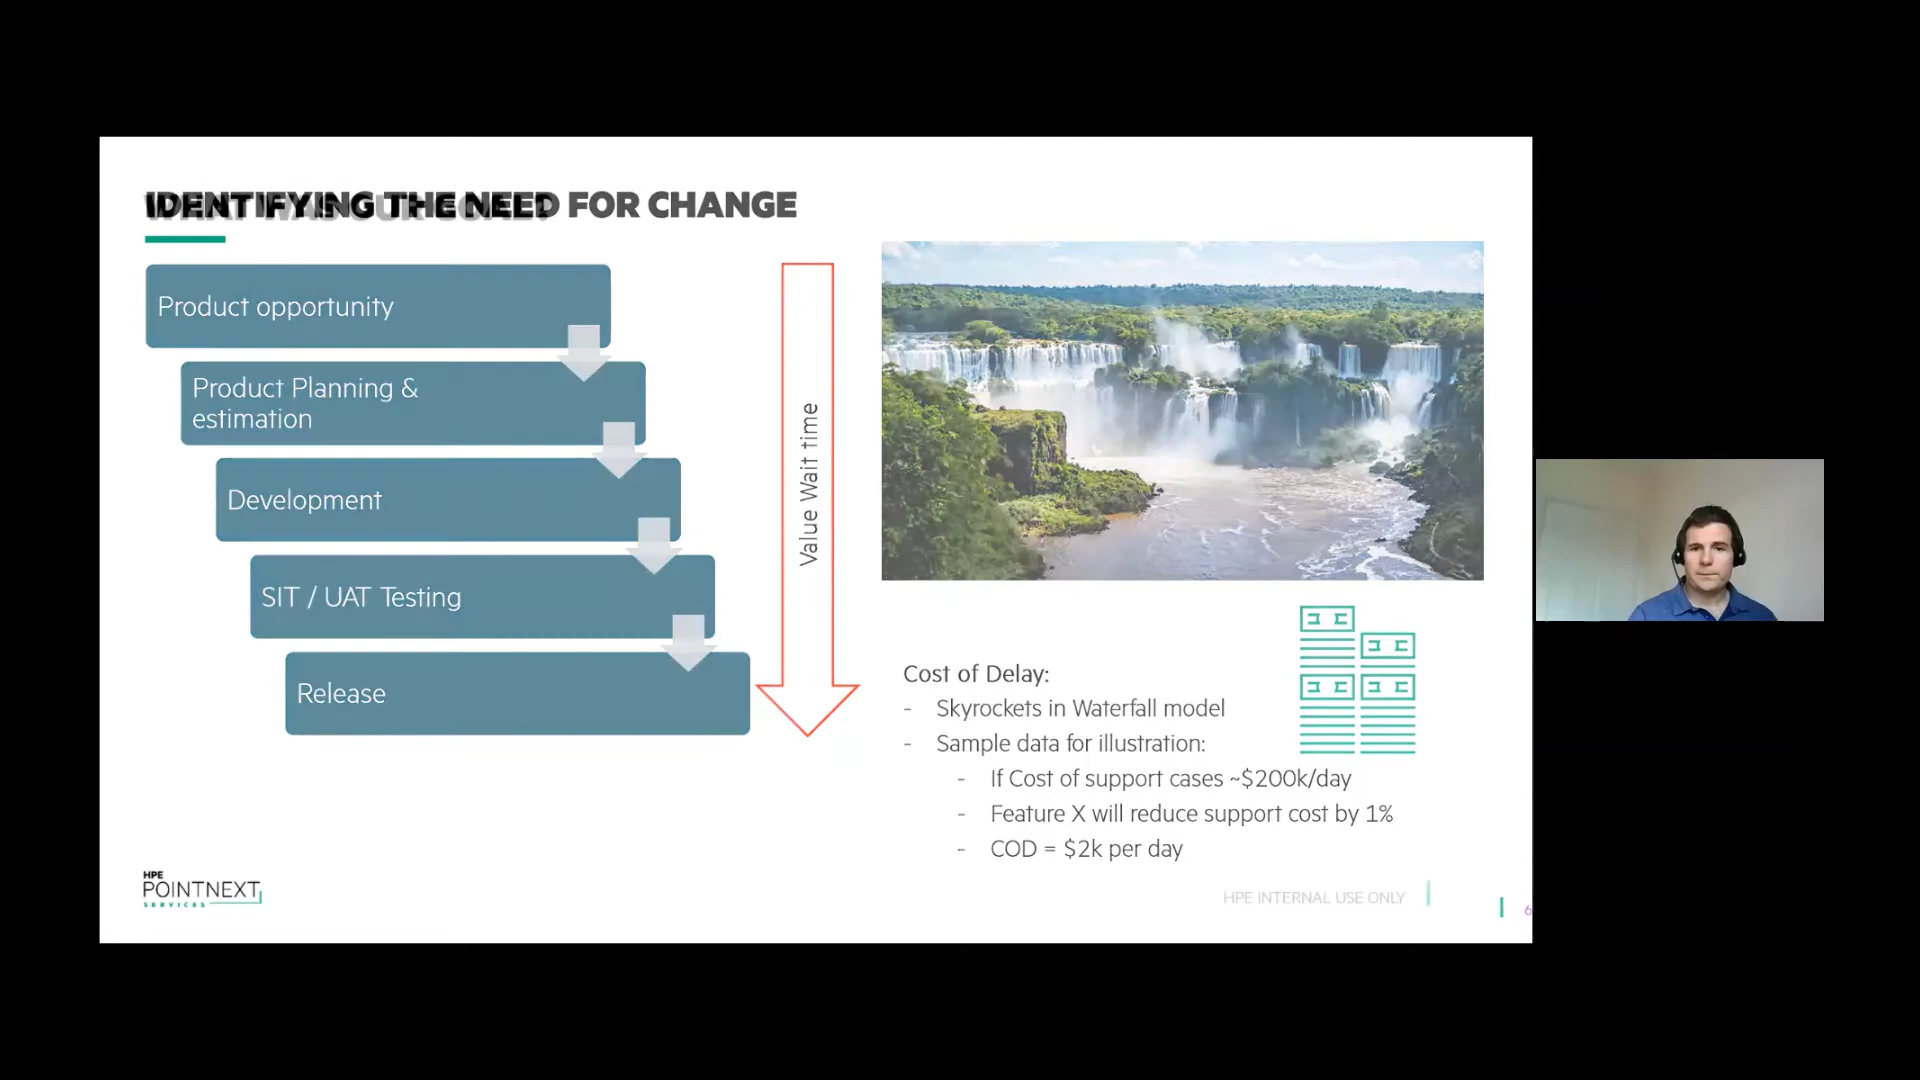 IDENTIFYING THE NEED FOR CHANGE
Product opportunity
Product Planning &
estimation
Development
SIT / UAT Testing
Release
Value Wait time
Cost of Delay:
- Skyrockets in Waterfall model
- Sample data for illustration:
- If Cost of support cases ~$200k/day
- Feature X will reduce support cost by 1%
- COD = $2k per day
HPE
POINTNEXT
SERVICES
HPE INTERNAL USE ONLY
6